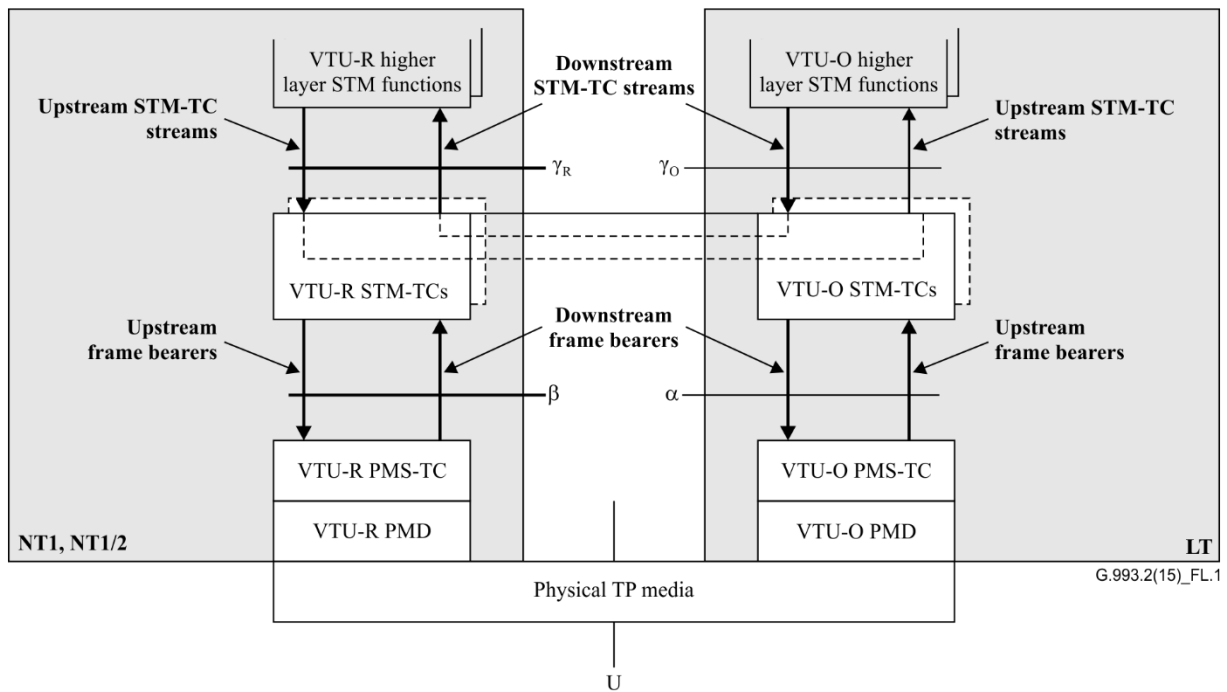 VTU-R higher
layer STM functions
Downstream
STM-TC streams
VTU-O higher
layer STM functions
Upstream STM-TC
streams
Upstream STM-TC
streams
γR
γO
VTU-R STM-TCs
VTU-O STM-TCs
Upstream
frame bearers
Downstream
frame bearers
Upstream
frame bearers
β
α
VTU-R PMS-TC
VTU-O PMS-TC
VTU-R PMD
VTU-O PMD
NT1, NT1/2
LT
G.993.2(15)_FL.1
Physical TP media
U